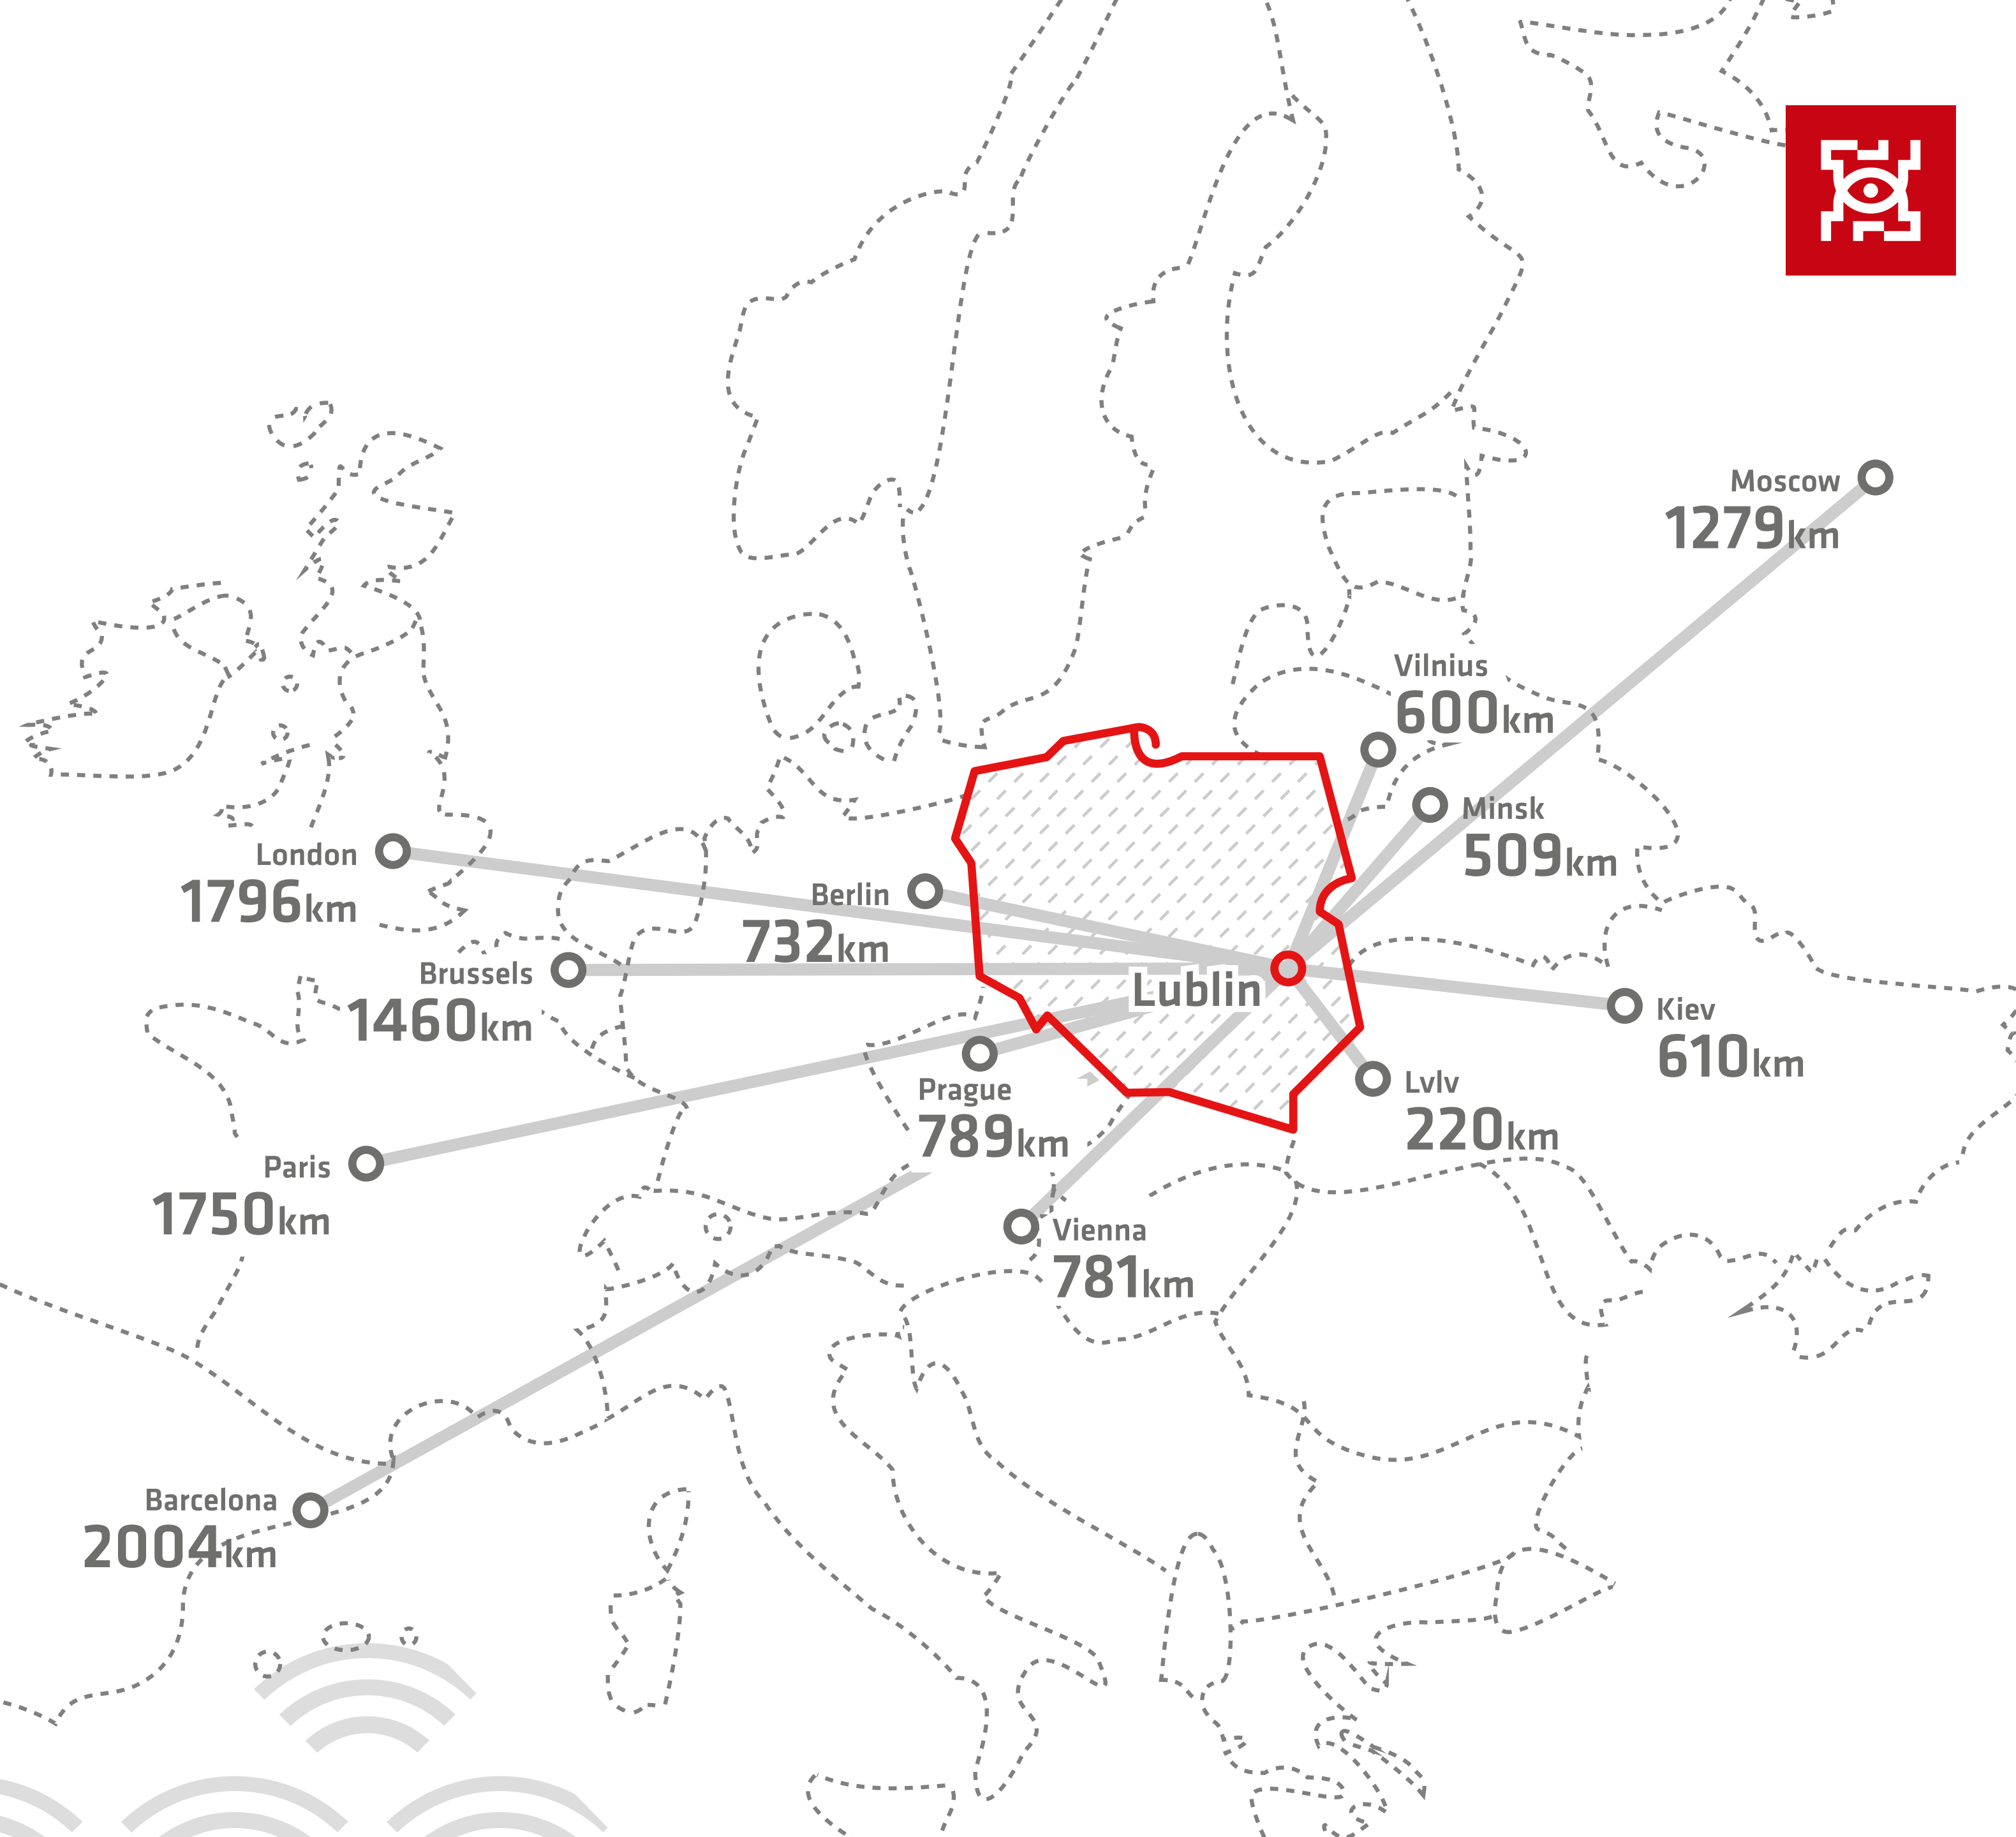 Moscow
1279km
Vilnius
600km
Minsk
509km
London
1796km
Berlin
732km
Brussels
1460km
Lublin
Kiev
610km
Prague
789km
Lvlv
220km
Paris
1750km
Vienna
781km
Barcelona
2004km